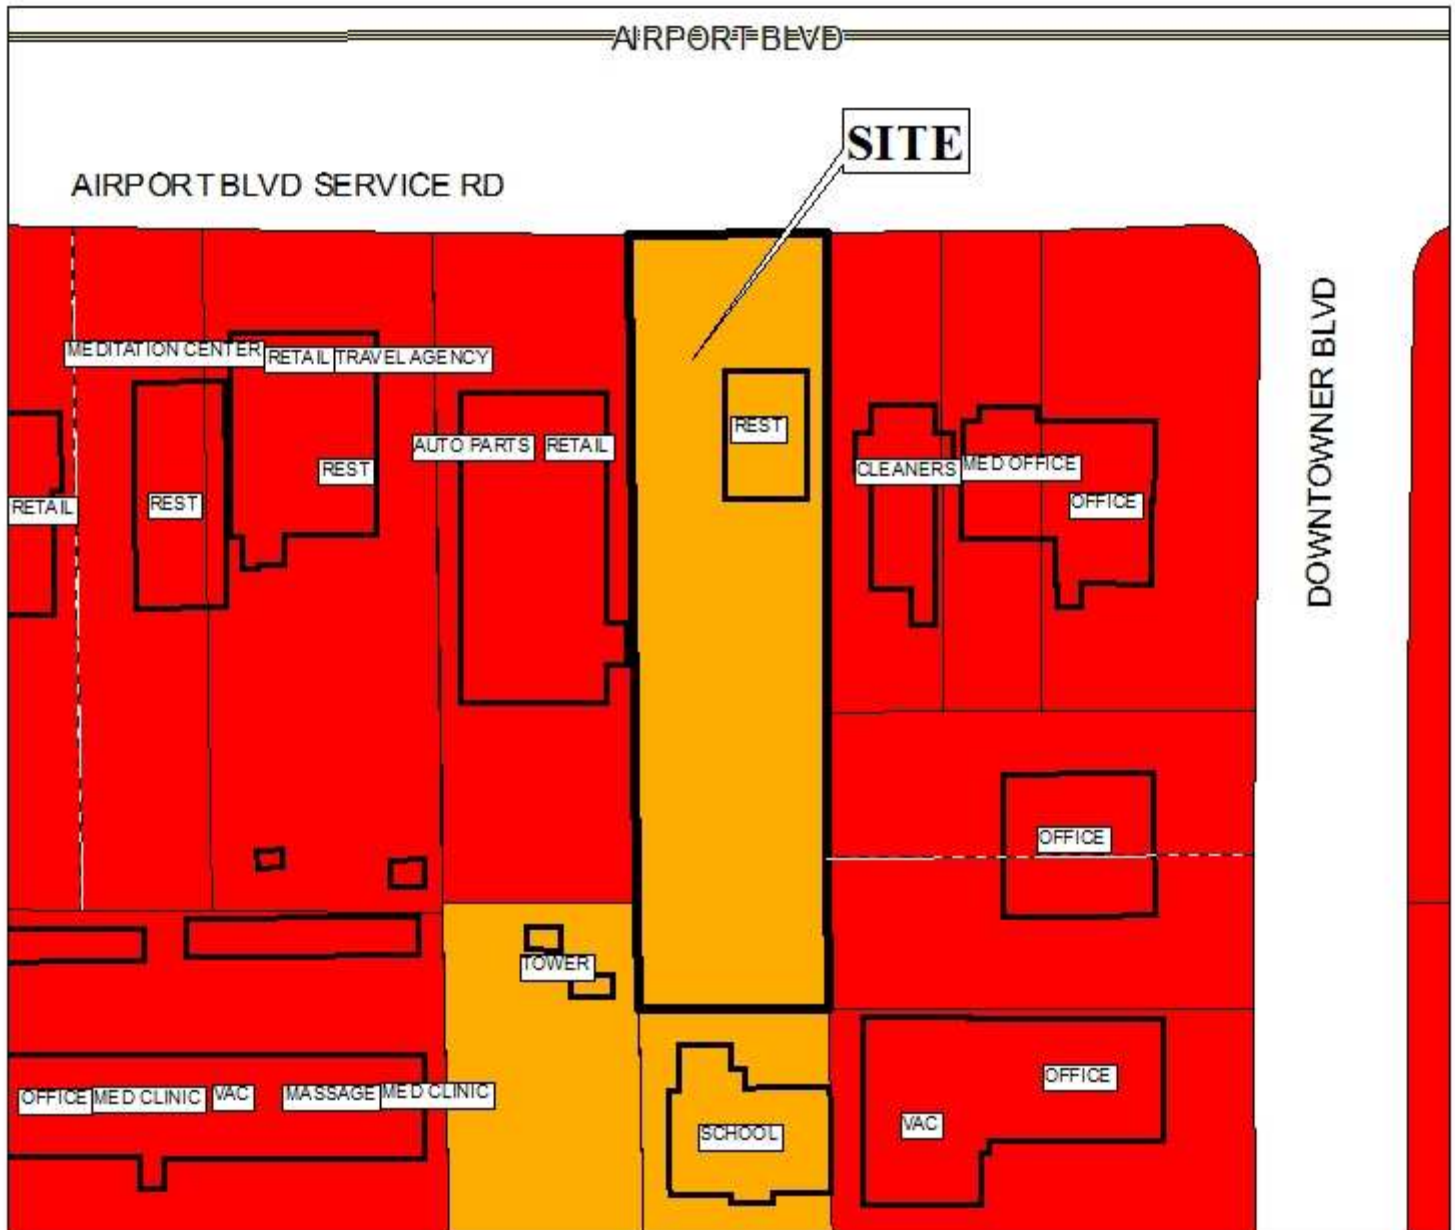 AIRPORT BLVD
SITE
AIRPORT BLVD SERVICE RD
DOWNTOWNER BLVD
MEDITATION CENTER
RETAIL
TRAVEL AGENCY
REST
AUTO PARTS
RETAIL
REST
CLEANERS
MED OFFICE
REST
OFFICE
RETAIL
OFFICE
TOWER
OFFICE
MED CLINIC
VAC
MASSAGE
MED CLINIC
OFFICE
SCHOOL
VAC